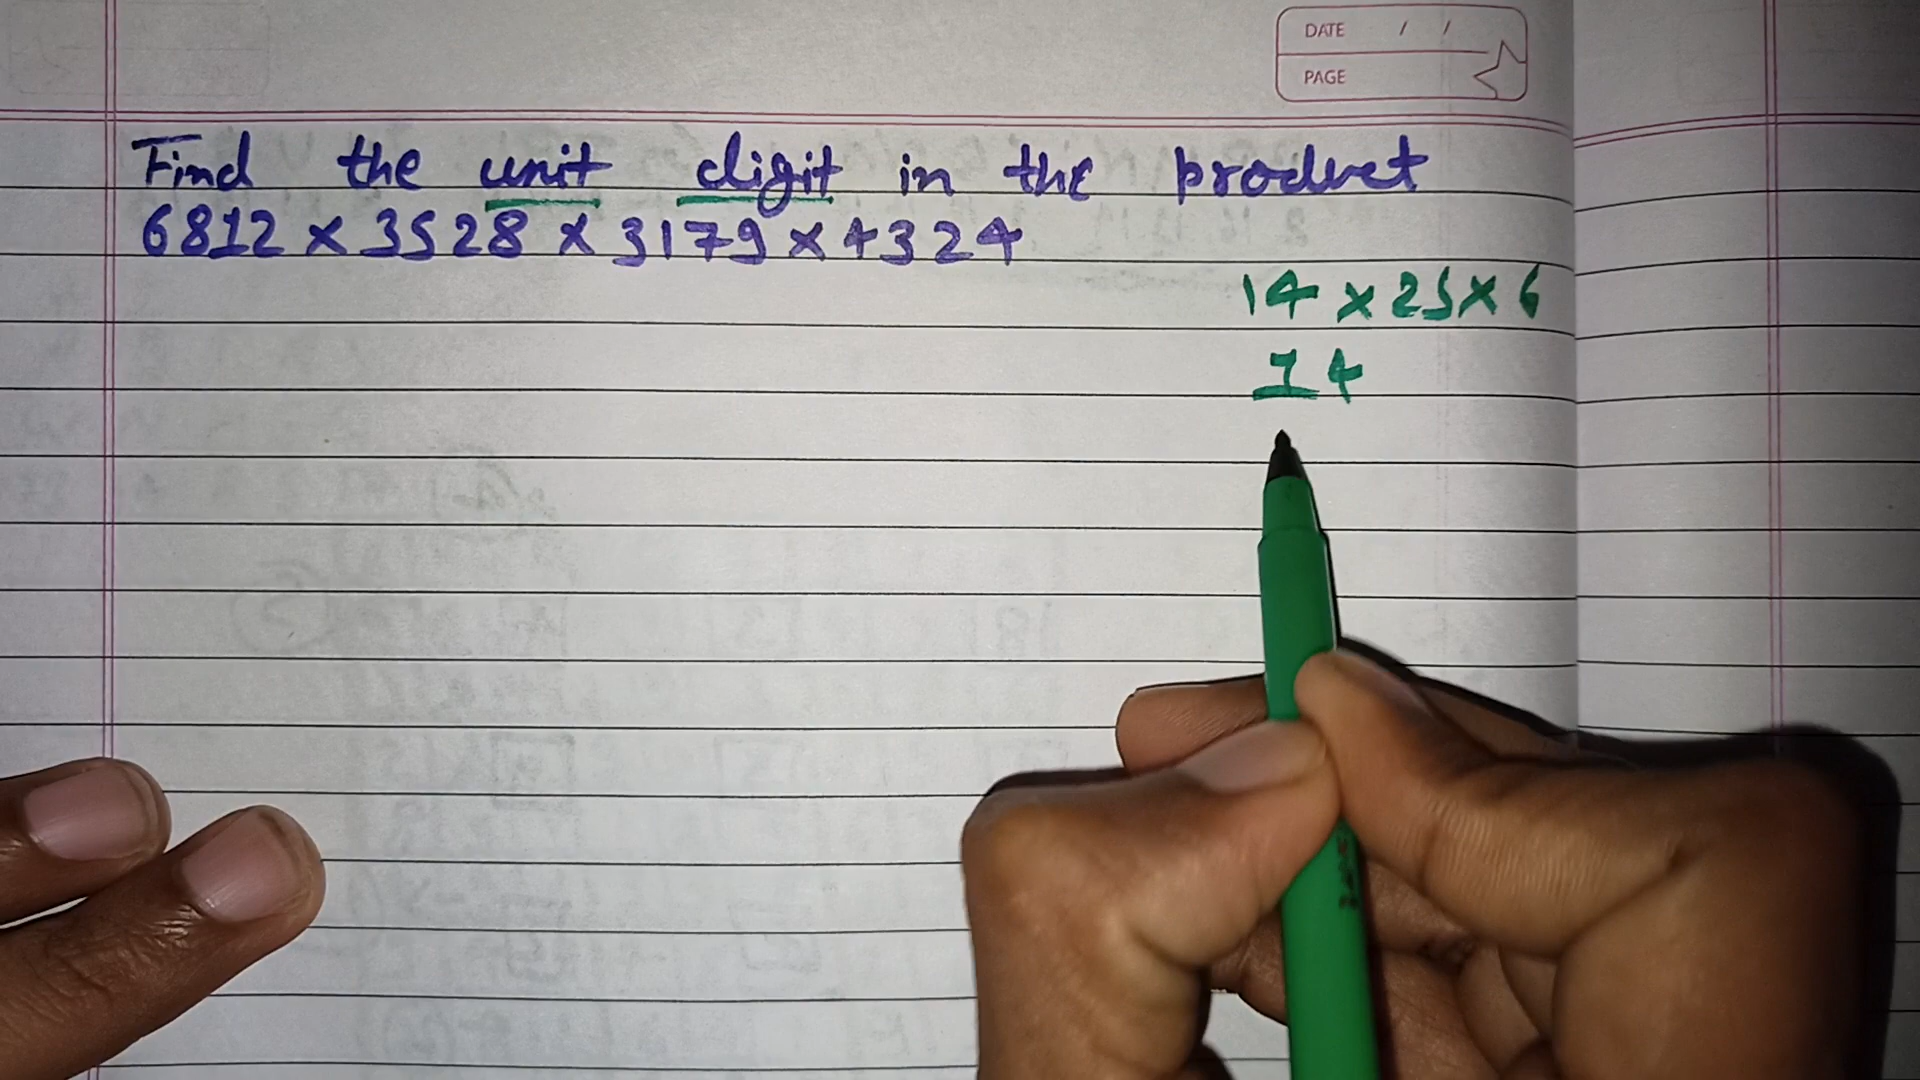 DATE / /
PAGE
Find the unit digit in the product
6812 × 3528 × 3179 × 4324
14 × 25 × 6
14